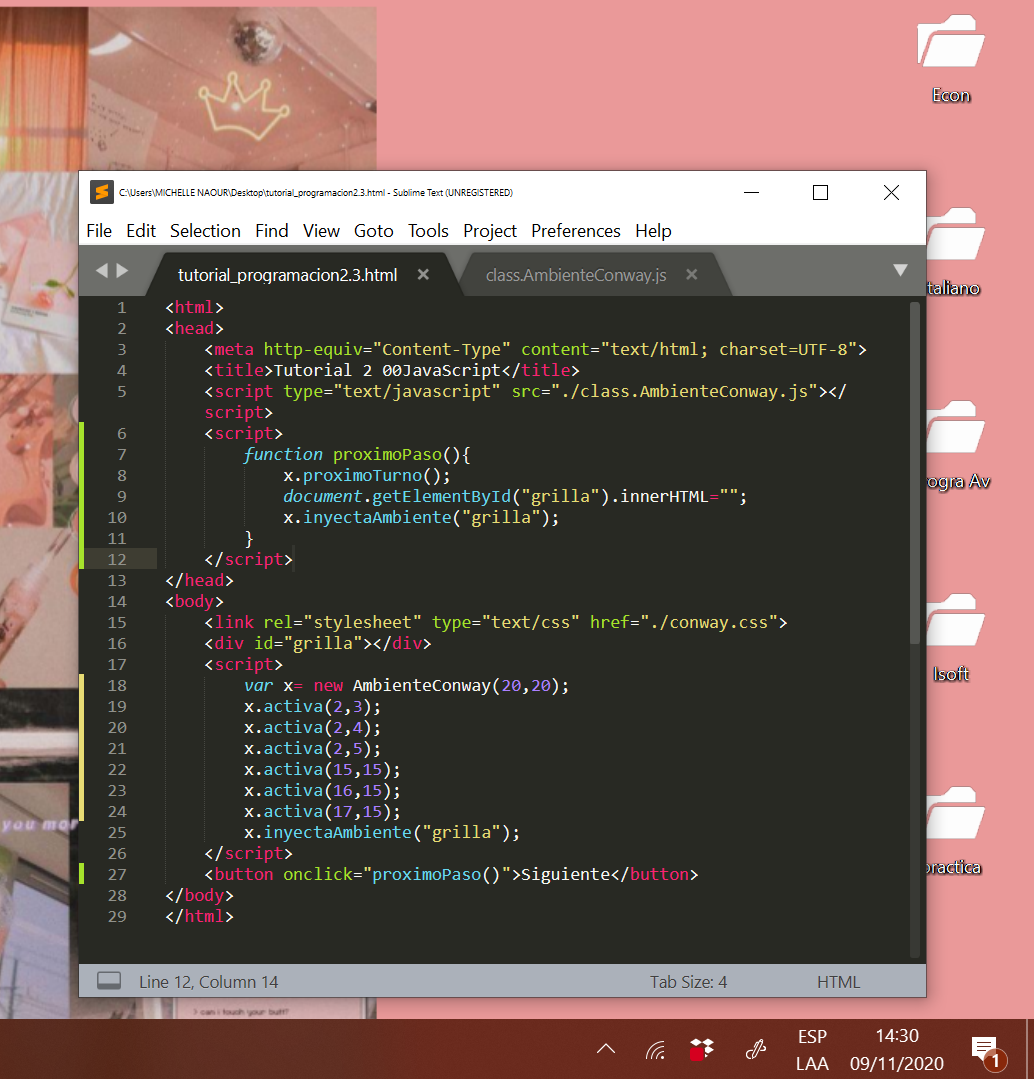 Econ
C:\Users\MICHELLE NAOUR\Desktop\tutorial_programacion2.3.html - Sublime Text (UNREGISTERED)
File Edit Selection Find View Goto Tools Project Preferences Help
tutorial_programacion2.3.html class.AmbienteConway.js
taliano
1 <html>
2 <head>
3 <meta http-equiv="Content-Type" content="text/html; charset=UTF-8">
4 <title>Tutorial 2 00JavaScript</title>
5 <script type="text/javascript" src="./class.AmbienteConway.js"></
script>
6 <script>
7 function proximoPaso(){
8 x.proximoTurno();
9 document.getElementById("grilla").innerHTML="";
10 x.inyectaAmbiente("grilla");
11 }
12 </script>
13 </head>
14 <body>
15 <link rel="stylesheet" type="text/css" href="./conway.css">
16 <div id="grilla"></div>
17 <script>
18 var x= new AmbienteConway(20,20);
19 x.activa(2,3);
20 x.activa(2,4);
21 x.activa(2,5);
22 x.activa(15,15);
23 x.activa(16,15);
24 x.activa(17,15);
25 x.inyectaAmbiente("grilla");
26 </script>
27 <button onclick="proximoPaso()">Siguiente</button>
28 </body>
29 </html>
ogra Av
Isoft
practica
you mor
Line 12, Column 14 Tab Size: 4 HTML
> can i touch your butt?
ESP
LAA
14:30
09/11/2020
1